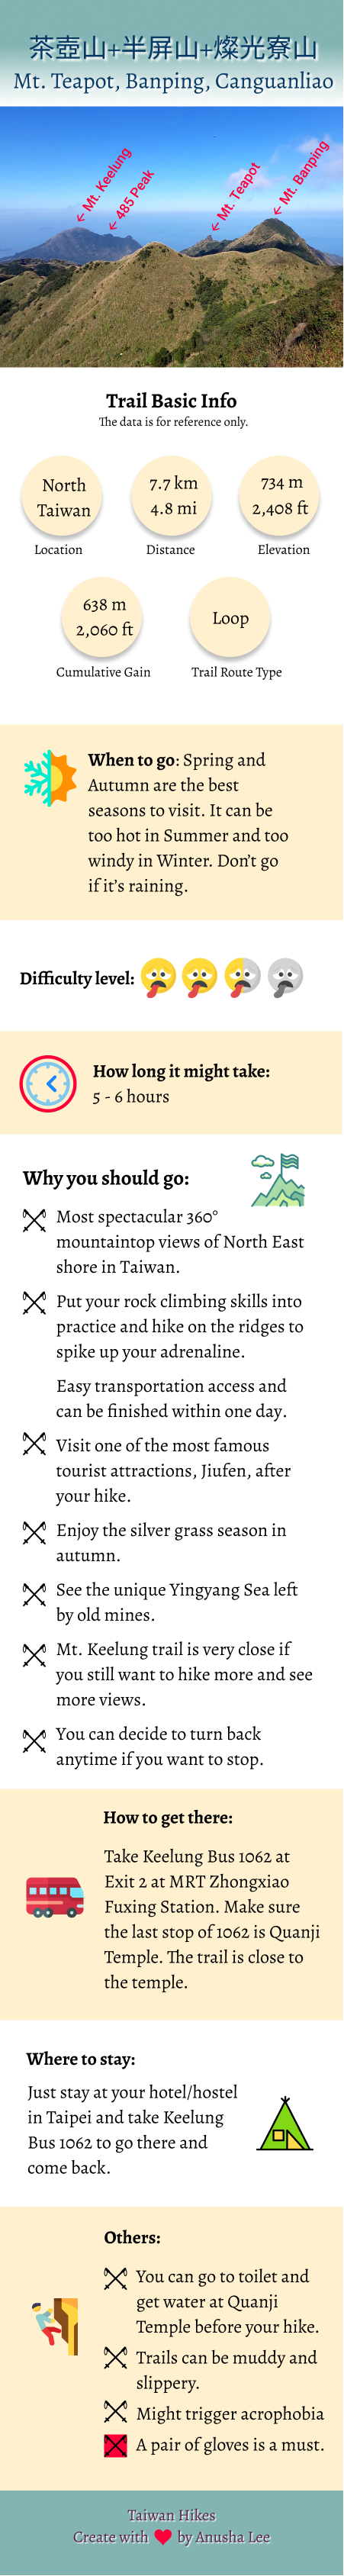 茶壺山+半屏山+燦光寮山
Mt. Teapot, Banping, Canguanliao
← Mt. Keelung
← 485 Peak
← Mt. Teapot
← Mt. Banping
Trail Basic Info
The data is for reference only.
North
Taiwan
Location
7.7 km
4.8 mi
Distance
734 m
2,408 ft
Elevation
638 m
2,060 ft
Cumulative Gain
Loop
Trail Route Type
When to go: Spring and
Autumn are the best
seasons to visit. It can be
too hot in Summer and too
windy in Winter. Don't go
if it's raining.
Difficulty level:
How long it might take:
5 - 6 hours
Why you should go:
Most spectacular 360°
mountaintop views of North East
shore in Taiwan.
Put your rock climbing skills into
practice and hike on the ridges to
spike up your adrenaline.
Easy transportation access and
can be finished within one day.
Visit one of the most famous
tourist attractions, Jiufen, after
your hike.
Enjoy the silver grass season in
autumn.
See the unique Yingyang Sea left
by old mines.
Mt. Keelung trail is very close if
you still want to hike more and see
more views.
You can decide to turn back
anytime if you want to stop.
How to get there:
Take Keelung Bus 1062 at
Exit 2 at MRT Zhongxiao
Fuxing Station. Make sure
the last stop of 1062 is Quanji
Temple. The trail is close to
the temple.
Where to stay:
Just stay at your hotel/hostel
in Taipei and take Keelung
Bus 1062 to go there and
come back.
Others:
You can go to toilet and
get water at Quanji
Temple before your hike.
Trails can be muddy and
slippery.
Might trigger acrophobia
A pair of gloves is a must.
Taiwan Hikes
Create with ❤ by Anusha Lee